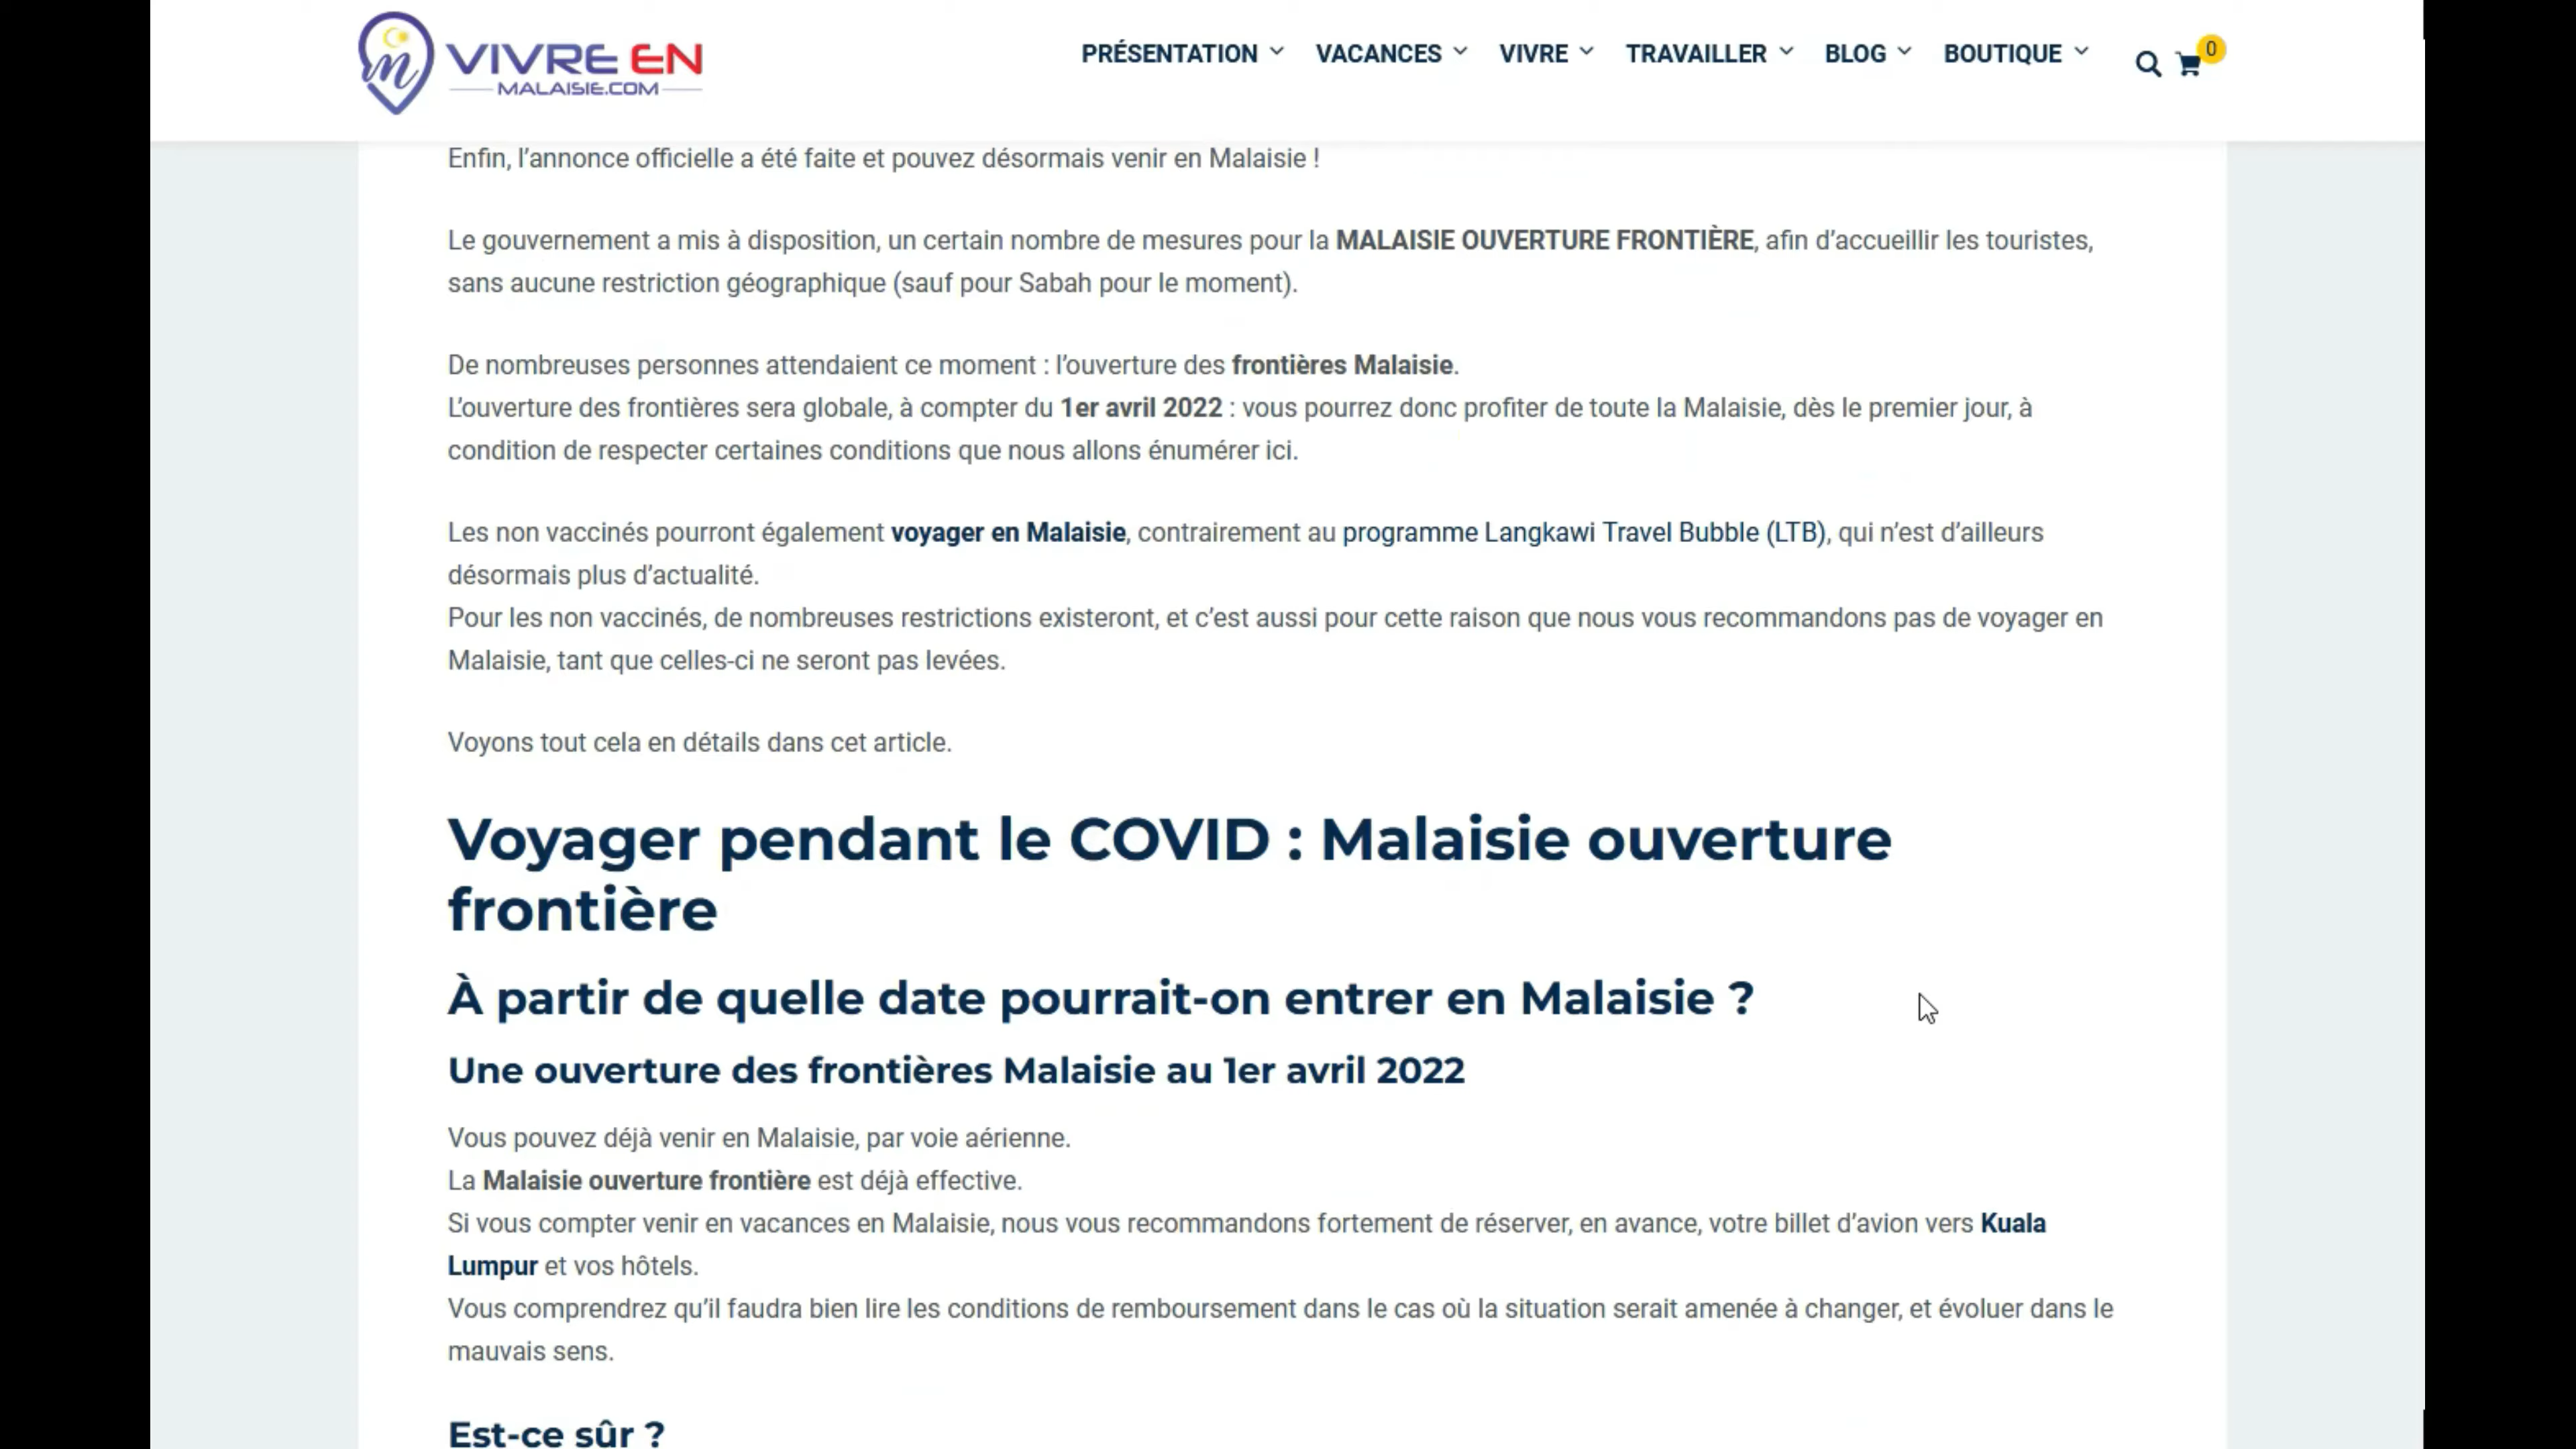 VIVRE EN
MALAISIE.COM
PRÉSENTATION
VACANCES
VIVRE
TRAVAILLER
BLOG
BOUTIQUE
0
Enfin, l’annonce officielle a été faite et pouvez désormais venir en Malaisie !
Le gouvernement a mis à disposition, un certain nombre de mesures pour la MALAISIE OUVERTURE FRONTIÈRE, afin d’accueillir les touristes,
sans aucune restriction géographique (sauf pour Sabah pour le moment).
De nombreuses personnes attendaient ce moment : l’ouverture des frontières Malaisie.
L’ouverture des frontières sera globale, à compter du 1er avril 2022 : vous pourrez donc profiter de toute la Malaisie, dès le premier jour, à
condition de respecter certaines conditions que nous allons énumérer ici.
Les non vaccinés pourront également voyager en Malaisie, contrairement au programme Langkawi Travel Bubble (LTB), qui n’est d’ailleurs
désormais plus d’actualité.
Pour les non vaccinés, de nombreuses restrictions existeront, et c’est aussi pour cette raison que nous vous recommandons pas de voyager en
Malaisie, tant que celles-ci ne seront pas levées.
Voyons tout cela en détails dans cet article.
Voyager pendant le COVID : Malaisie ouverture
frontière
À partir de quelle date pourrait-on entrer en Malaisie ?
Une ouverture des frontières Malaisie au 1er avril 2022
Vous pouvez déjà venir en Malaisie, par voie aérienne.
La Malaisie ouverture frontière est déjà effective.
Si vous compter venir en vacances en Malaisie, nous vous recommandons fortement de réserver, en avance, votre billet d’avion vers Kuala
Lumpur et vos hôtels.
Vous comprendrez qu’il faudra bien lire les conditions de remboursement dans le cas où la situation serait amenée à changer, et évoluer dans le
mauvais sens.
Est-ce sûr ?